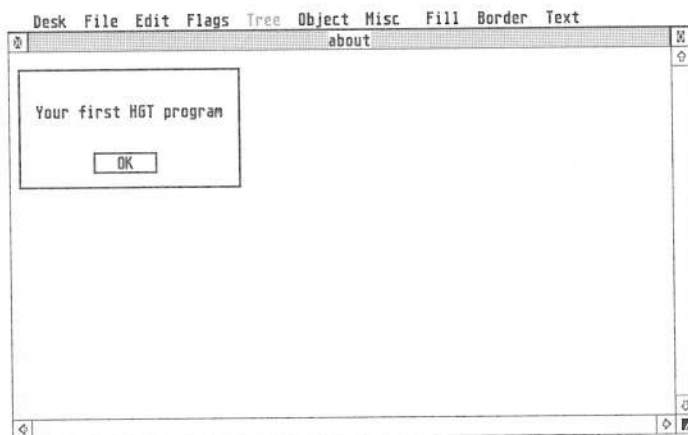 Desk File Edit Flags Tree Object Misc Fill Border Text
about
Your first HGT program
OK